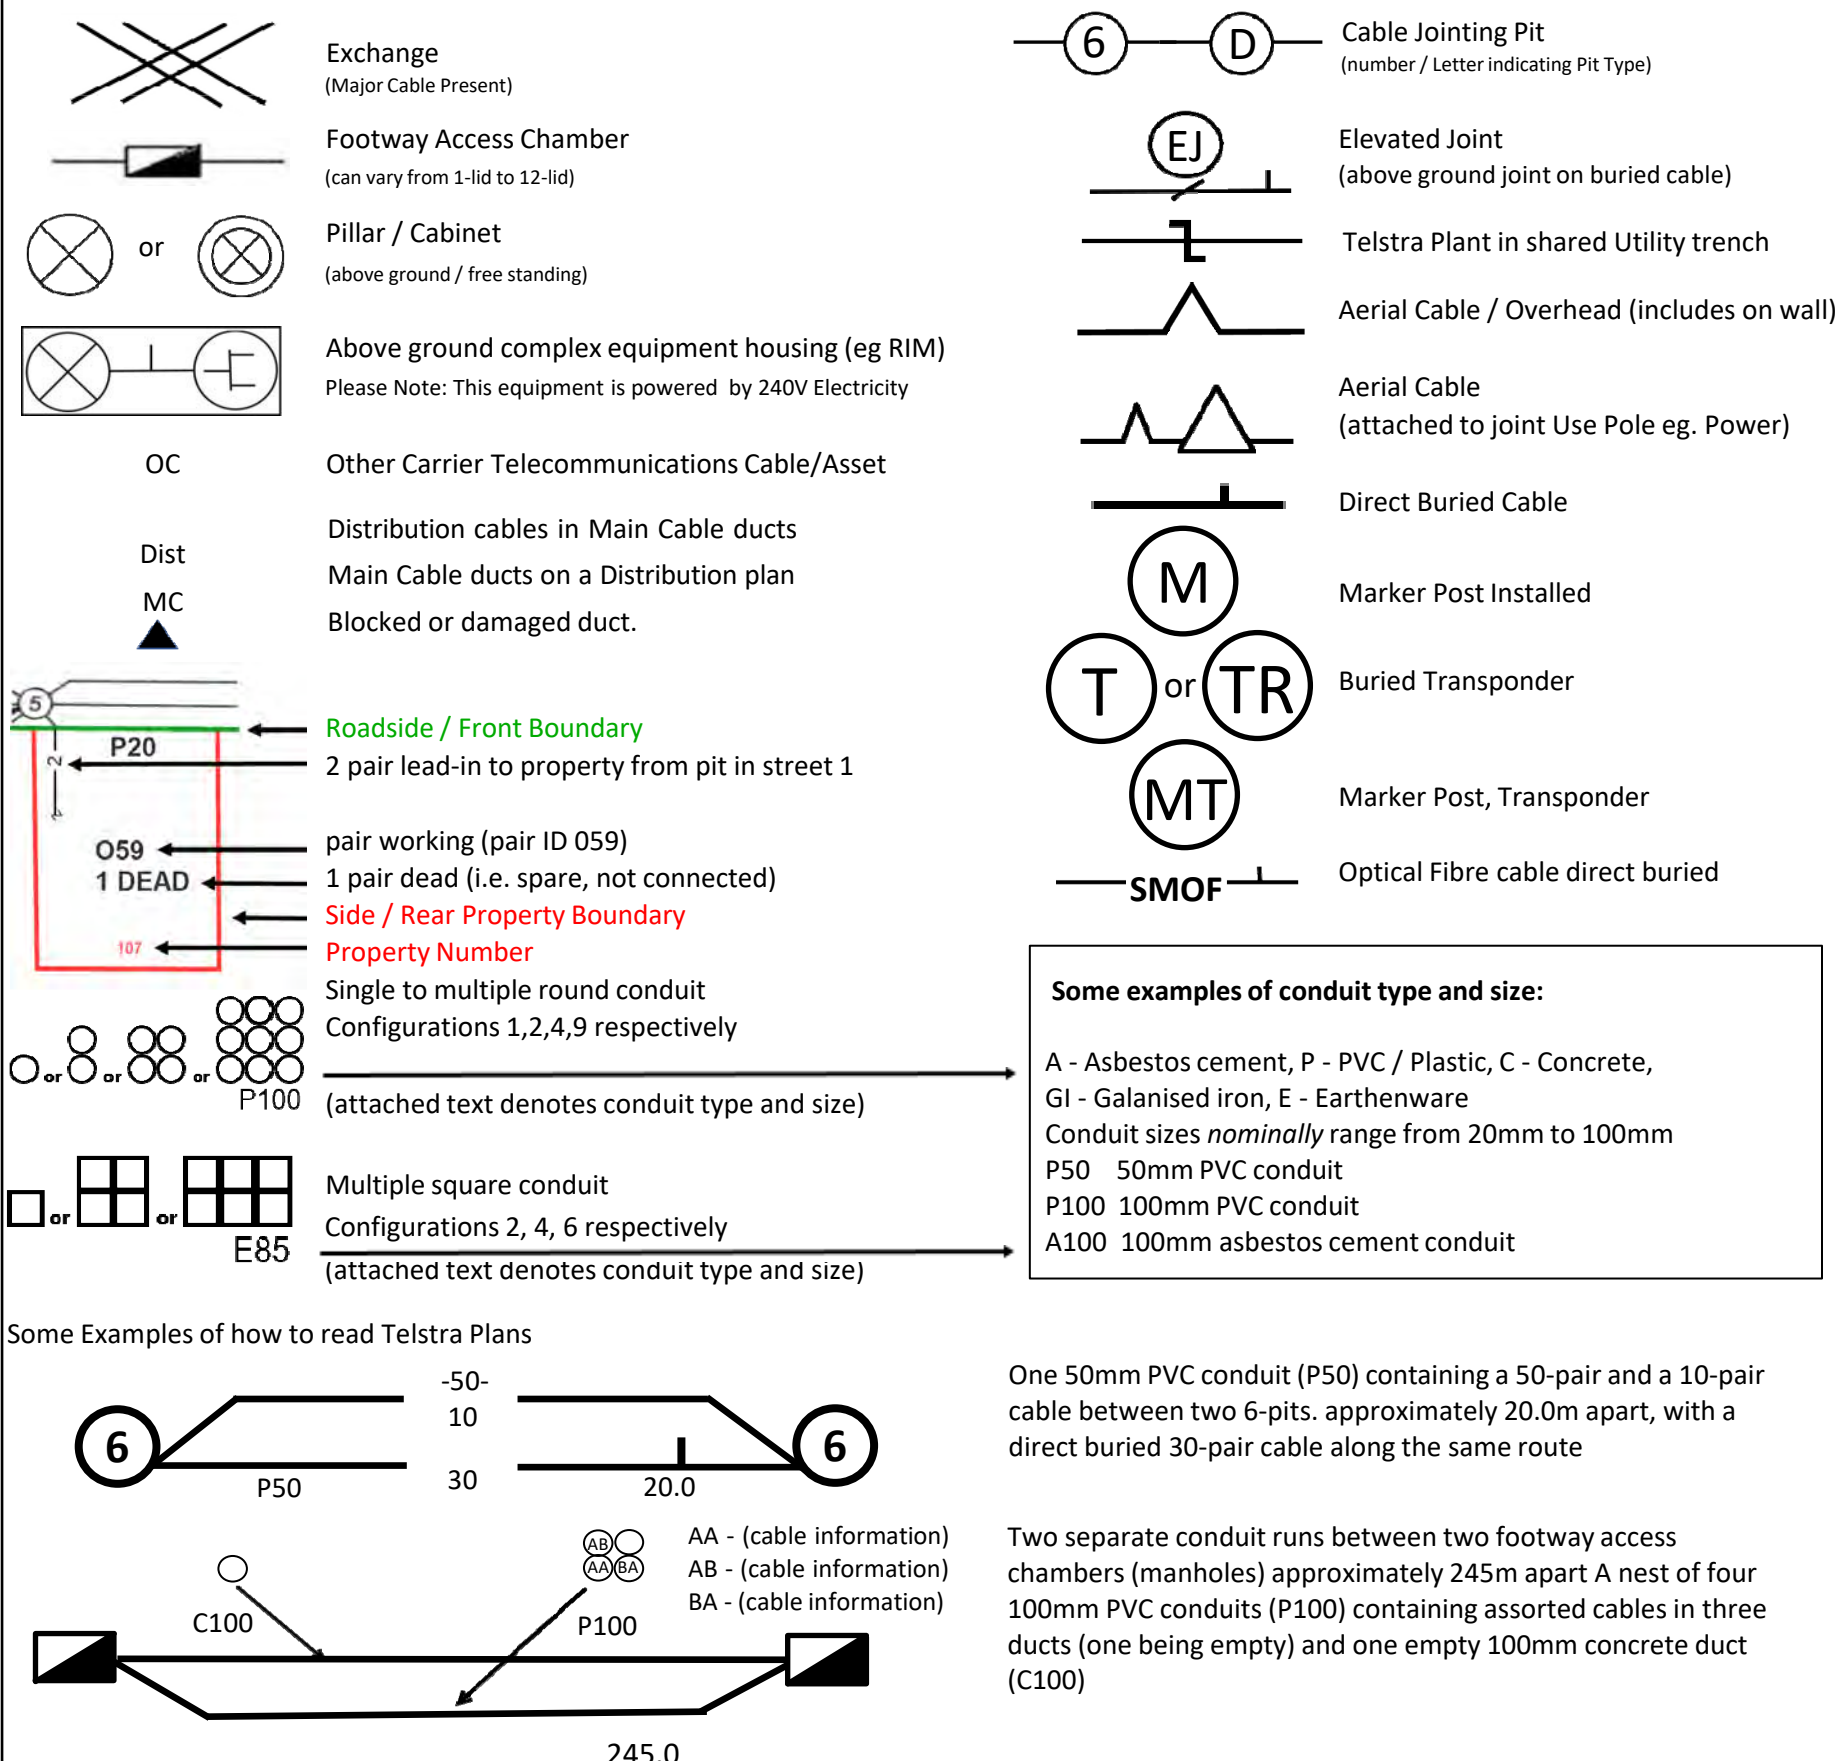 Exchange
(Major Cable Present)
Footway Access Chamber
(can vary from 1-lid to 12-lid)
or
Pillar / Cabinet
(above ground / free standing)
Above ground complex equipment housing (eg RIM)
Please Note: This equipment is powered by 240V Electricity
OC
Other Carrier Telecommunications Cable/Asset
Dist
Distribution cables in Main Cable ducts
MC
Main Cable ducts on a Distribution plan
Blocked or damaged duct.
5
P20
2
O59
1 DEAD
107
Roadside / Front Boundary
2 pair lead-in to property from pit in street 1
pair working (pair ID 059)
1 pair dead (i.e. spare, not connected)
Side / Rear Property Boundary
Property Number
Single to multiple round conduit
Configurations 1,2,4,9 respectively
or or or
P100
(attached text denotes conduit type and size)
Multiple square conduit
Configurations 2, 4, 6 respectively
or or
E85
(attached text denotes conduit type and size)
6 D
Cable Jointing Pit
(number / Letter indicating Pit Type)
EJ
Elevated Joint
(above ground joint on buried cable)
Telstra Plant in shared Utility trench
Aerial Cable / Overhead (includes on wall)
Aerial Cable
(attached to joint Use Pole eg. Power)
Direct Buried Cable
M
Marker Post Installed
T or TR
Buried Transponder
MT
Marker Post, Transponder
SMOF
Optical Fibre cable direct buried
Some examples of conduit type and size:
A - Asbestos cement, P - PVC / Plastic, C - Concrete,
GI - Galanised iron, E - Earthenware
Conduit sizes nominally range from 20mm to 100mm
P50 50mm PVC conduit
P100 100mm PVC conduit
A100 100mm asbestos cement conduit
Some Examples of how to read Telstra Plans
-50-
10
6
6
P50
30
20.0
One 50mm PVC conduit (P50) containing a 50-pair and a 10-pair
cable between two 6-pits. approximately 20.0m apart, with a
direct buried 30-pair cable along the same route
AB
AA BA
AA - (cable information)
AB - (cable information)
BA - (cable information)
C100
P100
245.0
Two separate conduit runs between two footway access
chambers (manholes) approximately 245m apart A nest of four
100mm PVC conduits (P100) containing assorted cables in three
ducts (one being empty) and one empty 100mm concrete duct
(C100)